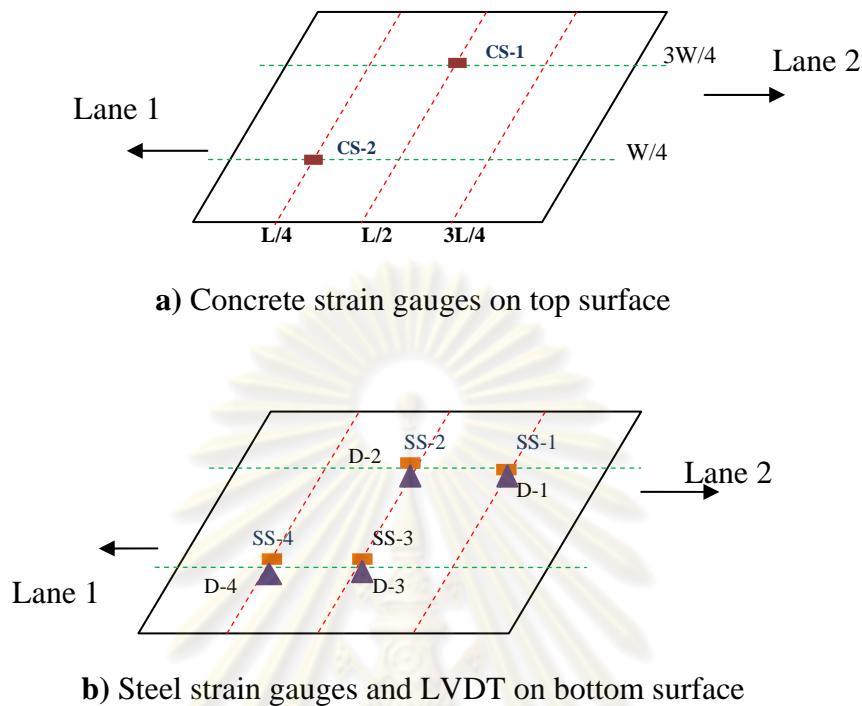 CS-1
3W/4
Lane 2
Lane 1
CS-2
W/4
L/4 L/2 3L/4
a) Concrete strain gauges on top surface
SS-2 SS-1
D-2
D-1
Lane 2
SS-4 SS-3
D-4 D-3
Lane 1
b) Steel strain gauges and LVDT on bottom surface